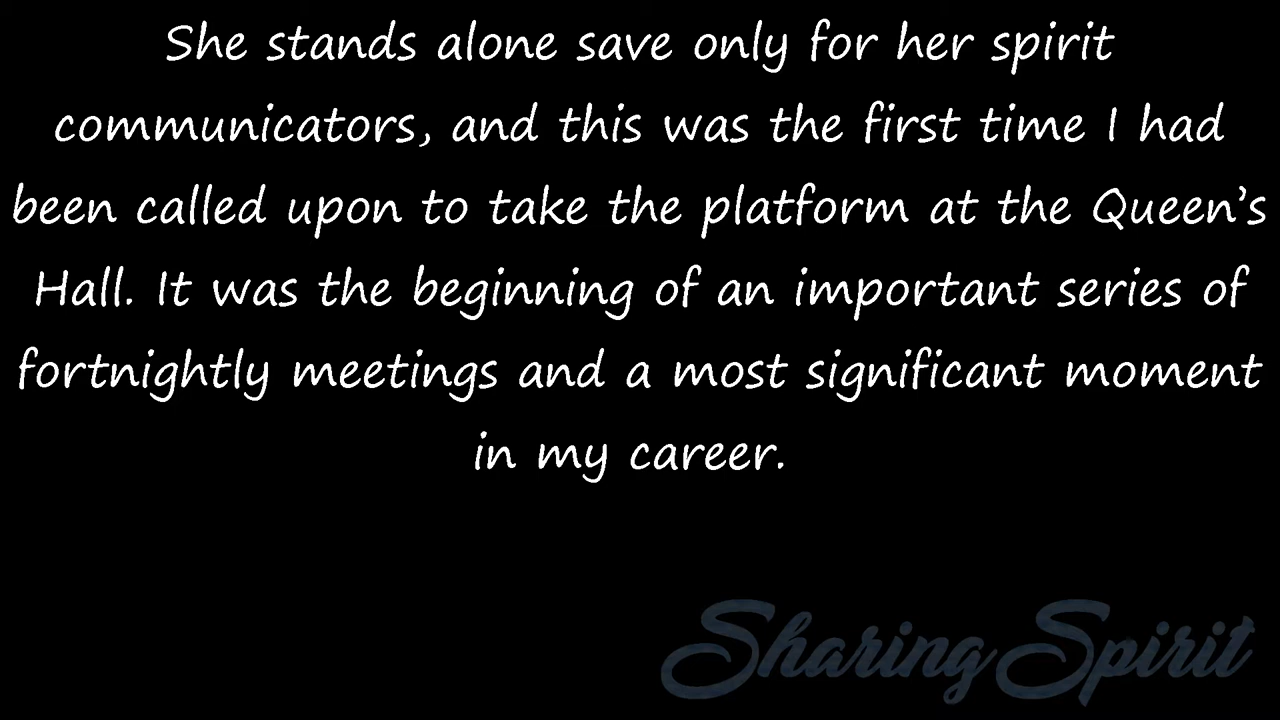 She stands alone save only for her spirit
communicators, and this was the first time I had
been called upon to take the platform at the Queen’s
Hall. It was the beginning of an important series of
fortnightly meetings and a most significant moment
in my career.
Sharing Spirit